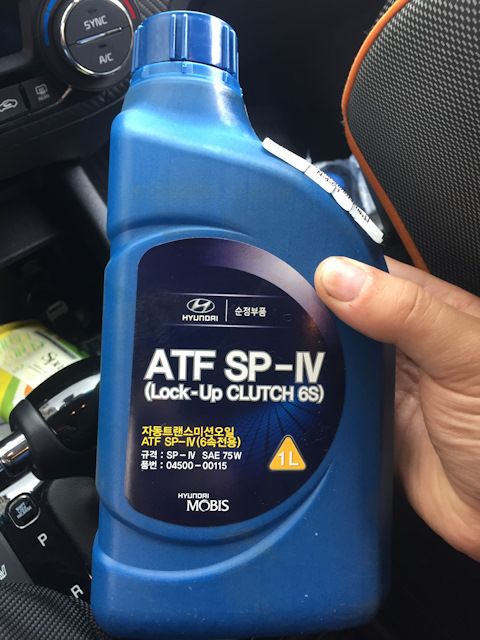 SYNC
A/C
REAR
HYUNDAI
순정부품
ATF SP-IV
(Lock-Up CLUTCH 6S)
자동트랜스미션오일
ATF SP-IV(6속전용)
규격 : SP-IV SAE 75W
품번 : 04500-00115
1L
HYUNDAI
MOBIS
P
R